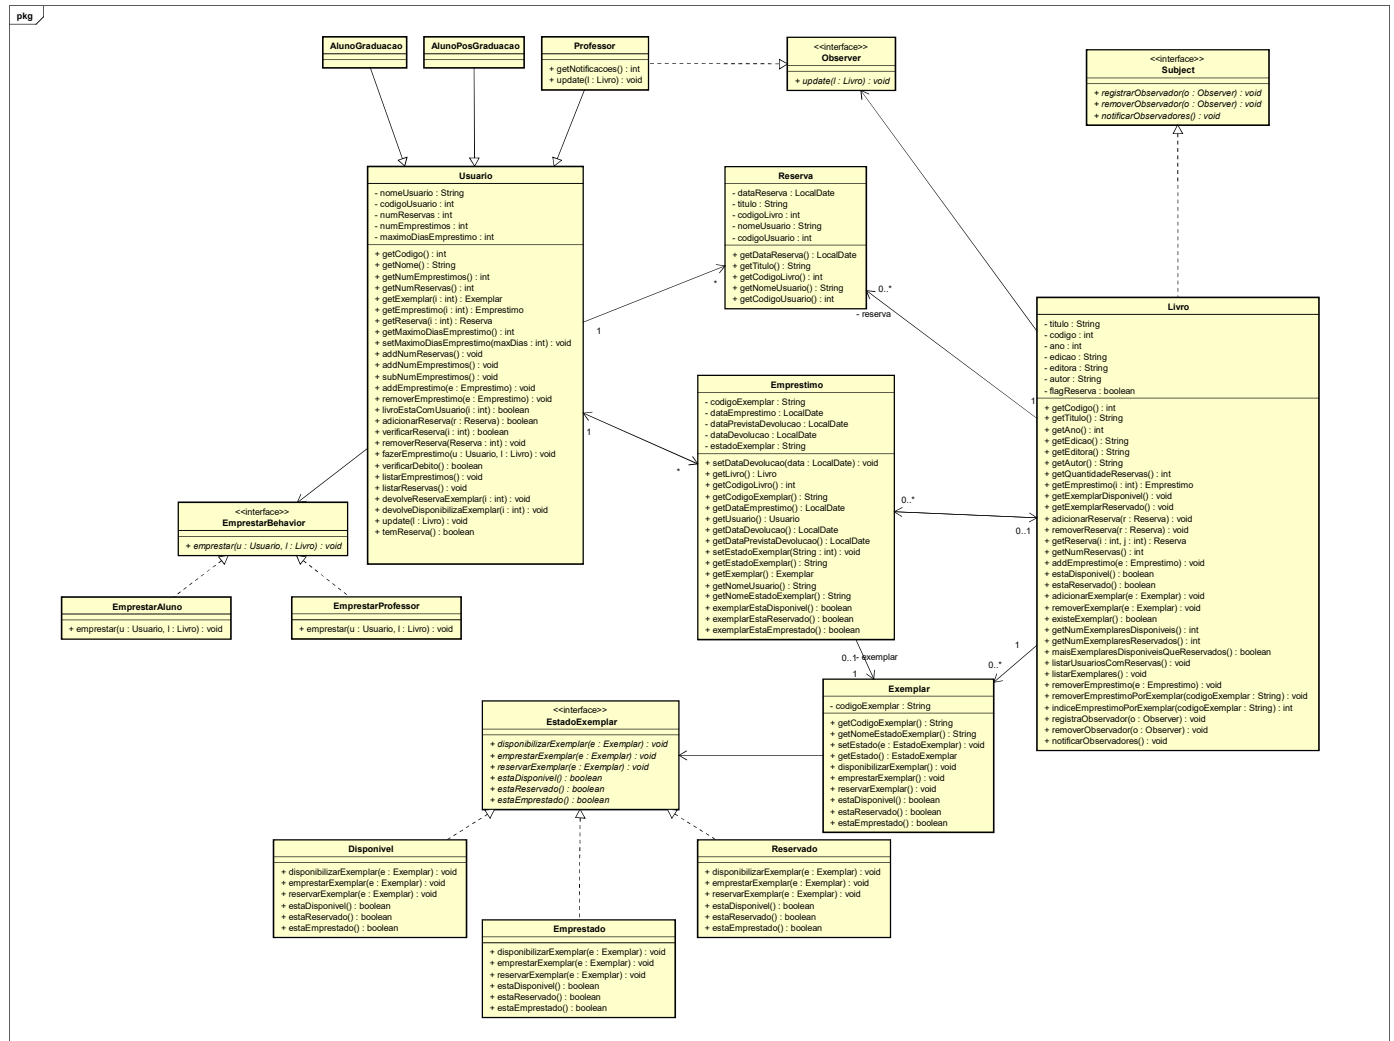 pkg
AlunoGraduacao
AlunoPosGraduacao
Professor
+ getNotificacoes() : int
+ update(l : Livro) : void
<<interface>>
Observer
+ update(l : Livro) : void
<<interface>>
Subject
+ registrarObservador(o : Observer) : void
+ removerObservador(o : Observer) : void
+ notificarObservadores() : void
Usuario
- nomeUsuario : String
- codigoUsuario : int
- numReservas : int
- numEmprestimos : int
- maximoDiasEmprestimo : int
+ getCodigo() : int
+ getNome() : String
+ getNumEmprestimos() : int
+ getNumReservas() : int
+ getExemplar(i : int) : Exemplar
+ getEmprestimo(i : int) : Emprestimo
+ getReserva(i : int) : Reserva
+ getMaximoDiasEmprestimo() : int
+ setMaximoDiasEmprestimo(maxDias : int) : void
+ addNumReservas() : void
+ addNumEmprestimos() : void
+ subNumEmprestimos() : void
+ addEmprestimo(e : Emprestimo) : void
+ removerEmprestimo(e : Emprestimo) : void
+ livroEstaComUsuario(i : int) : boolean
+ adicionarReserva(r : Reserva) : boolean
+ verificarReserva(i : int) : boolean
+ removerReserva(Reserva : int) : void
+ fazerEmprestimo(u : Usuario, l : Livro) : void
+ verificarDebito() : boolean
+ listarEmprestimos() : void
+ listarReservas() : void
+ devolveReservaExemplar(i : int) : void
+ devolveDisponibilizaExemplar(i : int) : void
+ update(l : Livro) : void
+ temReserva() : boolean
Reserva
- dataReserva : LocalDate
- titulo : String
- codigoLivro : int
- nomeUsuario : String
- codigoUsuario : int
+ getDataReserva() : LocalDate
+ getTitulo() : String
+ getCodigoLivro() : int
+ getNomeUsuario() : String
+ getCodigoUsuario() : int
*
1
0..*
- reserva
1
Livro
- titulo : String
- codigo : int
- ano : int
- edicao : String
- editora : String
- autor : String
- flagReserva : boolean
+ getCodigo() : int
+ getTitulo() : String
+ getAno() : int
+ getEdicao() : String
+ getEditora() : String
+ getAutor() : String
+ getQuantidadeReservas() : int
+ getEmprestimo(i : int) : Emprestimo
+ getExemplarDisponivel() : void
+ getExemplarReservado() : void
+ adicionarReserva(r : Reserva) : void
+ removerReserva(r : Reserva) : void
+ getReserva(i : int, j : int) : Reserva
+ getNumReservas() : int
+ addEmprestimo(e : Emprestimo) : void
+ estaDisponivel() : boolean
+ estaReservado() : boolean
+ adicionarExemplar(e : Exemplar) : void
+ removerExemplar(e : Exemplar) : void
+ existeExemplar() : boolean
+ getNumExemplaresDisponiveis() : int
+ getNumExemplaresReservados() : int
+ maisExemplaresDisponiveisQueReservados() : boolean
+ listarUsuariosComReservas() : void
+ listarExemplares() : void
+ removerEmprestimo(e : Emprestimo) : void
+ removerEmprestimoPorExemplar(codigoExemplar : String) : void
+ indiceEmprestimoPorExemplar(codigoExemplar : String) : int
+ registraObservador(o : Observer) : void
+ removerObservador(o : Observer) : void
+ notificarObservadores() : void
Emprestimo
- codigoExemplar : String
- dataEmprestimo : LocalDate
- dataPrevistaDevolucao : LocalDate
- dataDevolucao : LocalDate
- estadoExemplar : String
+ setDataDevolucao(data : LocalDate) : void
+ getLivro() : Livro
+ getCodigoLivro() : int
+ getCodigoExemplar() : String
+ getDataEmprestimo() : LocalDate
+ getUsuario() : Usuario
+ getDataDevolucao() : LocalDate
+ getDataPrevistaDevolucao() : LocalDate
+ setEstadoExemplar(String : int) : void
+ getEstadoExemplar() : String
+ getExemplar() : Exemplar
+ getNomeUsuario() : String
+ getNomeEstadoExemplar() : String
+ exemplarEstaDisponivel() : boolean
+ exemplarEstaReservado() : boolean
+ exemplarEstaEmprestado() : boolean
1
*
0..*
0..1
<<interface>>
EmprestarBehavior
+ emprestar(u : Usuario, l : Livro) : void
EmprestarAluno
+ emprestar(u : Usuario, l : Livro) : void
EmprestarProfessor
+ emprestar(u : Usuario, l : Livro) : void
0..1
- exemplar
1
1
0..*
Exemplar
- codigoExemplar : String
+ getCodigoExemplar() : String
+ getNomeEstadoExemplar() : String
+ setEstado(e : EstadoExemplar) : void
+ getEstado() : EstadoExemplar
+ disponibilizarExemplar() : void
+ emprestarExemplar() : void
+ reservarExemplar() : void
+ estaDisponivel() : boolean
+ estaReservado() : boolean
+ estaEmprestado() : boolean
<<interface>>
EstadoExemplar
+ disponibilizarExemplar(e : Exemplar) : void
+ emprestarExemplar(e : Exemplar) : void
+ reservarExemplar(e : Exemplar) : void
+ estaDisponivel() : boolean
+ estaReservado() : boolean
+ estaEmprestado() : boolean
Disponivel
+ disponibilizarExemplar(e : Exemplar) : void
+ emprestarExemplar(e : Exemplar) : void
+ reservarExemplar(e : Exemplar) : void
+ estaDisponivel() : boolean
+ estaReservado() : boolean
+ estaEmprestado() : boolean
Reservado
+ disponibilizarExemplar(e : Exemplar) : void
+ emprestarExemplar(e : Exemplar) : void
+ reservarExemplar(e : Exemplar) : void
+ estaDisponivel() : boolean
+ estaReservado() : boolean
+ estaEmprestado() : boolean
Emprestado
+ disponibilizarExemplar(e : Exemplar) : void
+ emprestarExemplar(e : Exemplar) : void
+ reservarExemplar(e : Exemplar) : void
+ estaDisponivel() : boolean
+ estaReservado() : boolean
+ estaEmprestado() : boolean